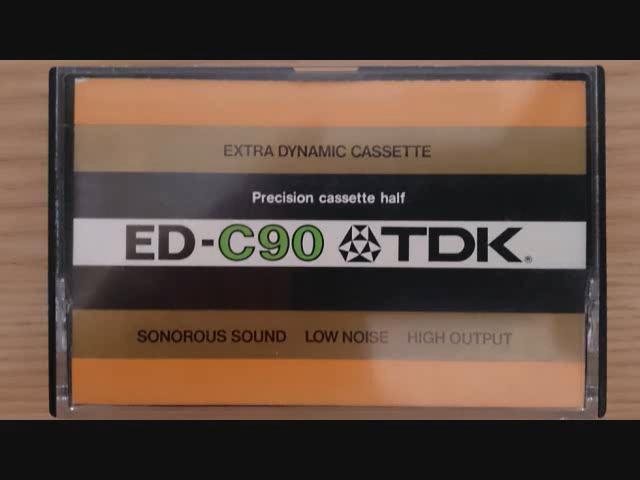 EXTRA DYNAMIC CASSETTE
Precision cassette half
ED-C90 TDK®
SONOROUS SOUND LOW NOISE HIGH OUTPUT